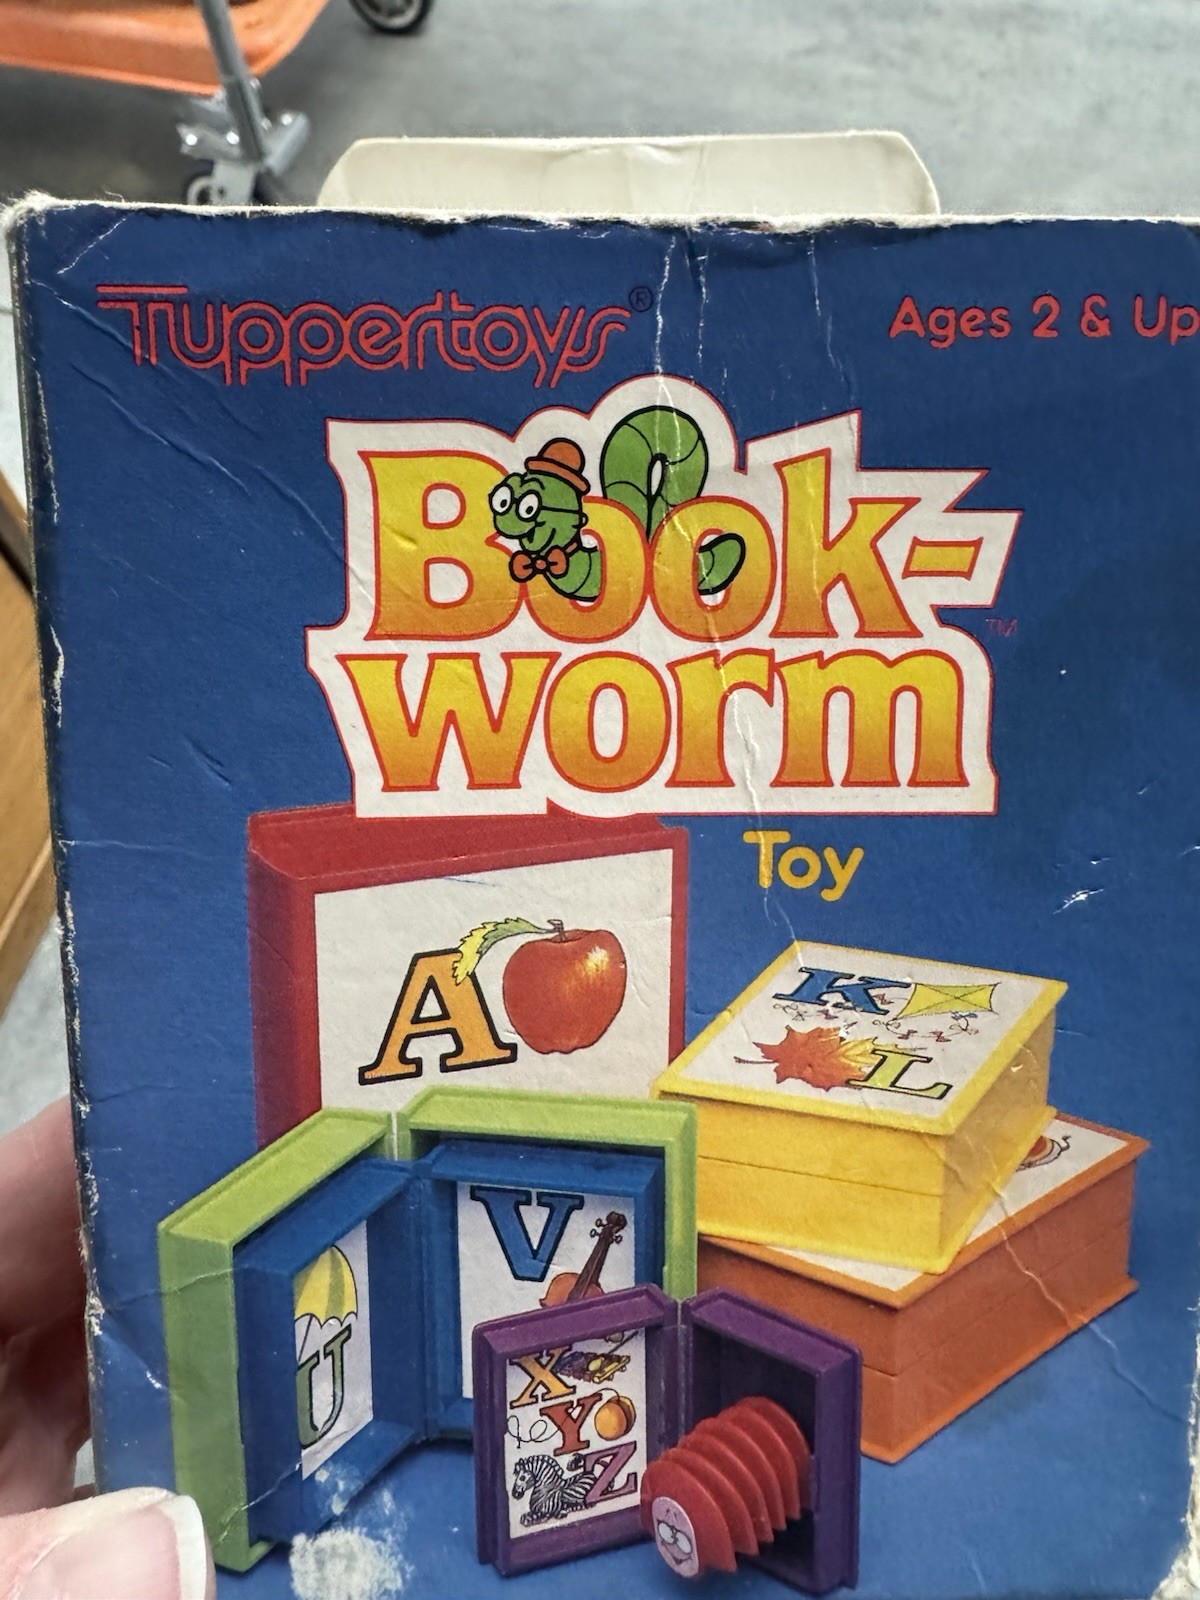 Tuppertoys®
Ages 2 & Up
Book-
worm™
Toy
A
K
L
V
U
X
Y
Z